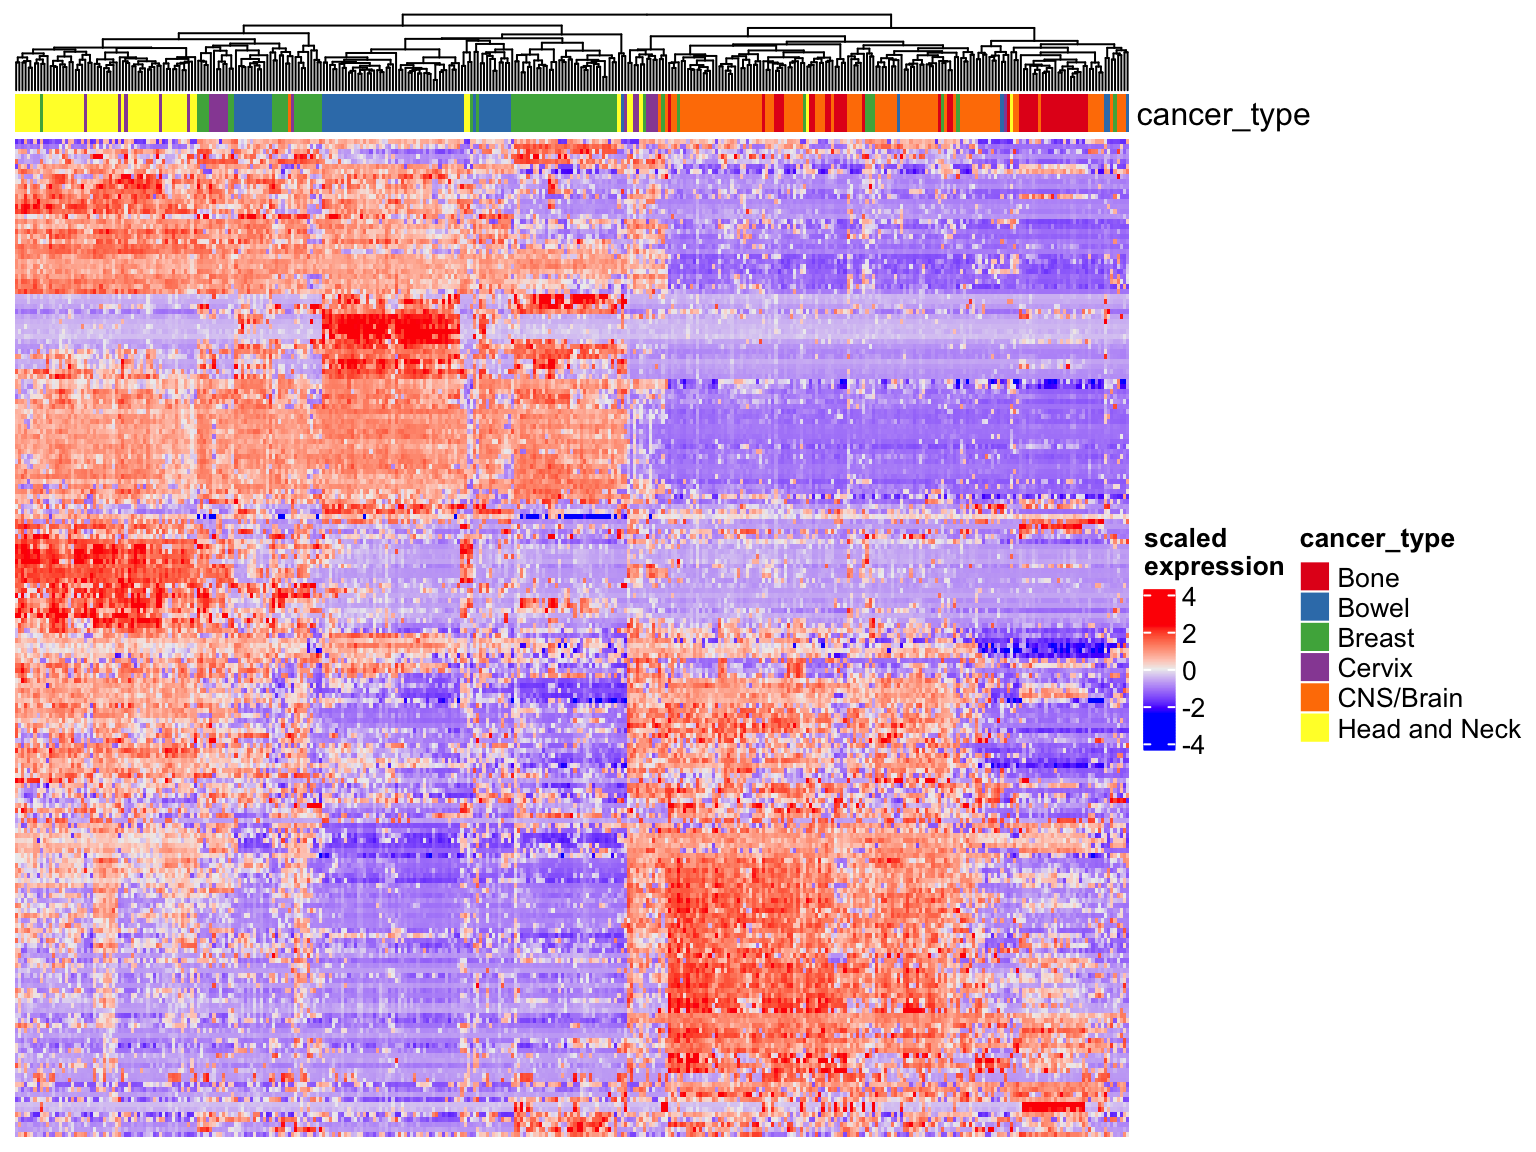 cancer_type
scaled
expression
4
2
0
-2
-4
cancer_type
Bone
Bowel
Breast
Cervix
CNS/Brain
Head and Neck